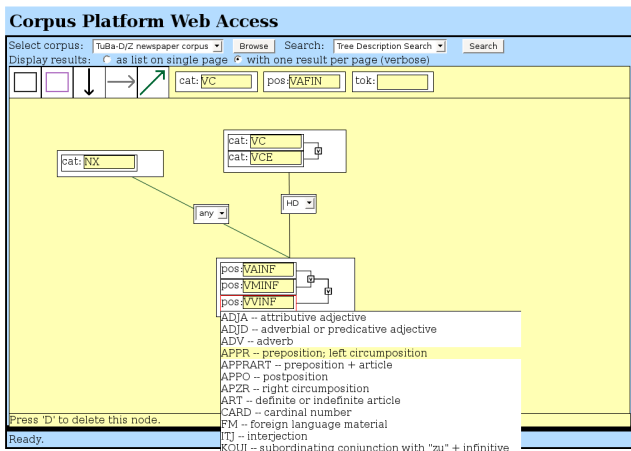 Corpus Platform Web Access
Select corpus: TuBa-D/Z newspaper corpus Browse Search: Tree Description Search Search
Display results: as list on single page with one result per page (verbose)
cat: VC pos: VAFIN tok:
cat: VC
cat: NX
cat: VCE
HD
any
pos: VAINF
pos: VMINF
pos: VVINF
ADJA -- attributive adjective
ADJD -- adverbial or predicative adjective
ADV -- adverb
APPR -- preposition; left circumposition
APPRART -- preposition + article
APPO -- postposition
APZR -- right circumposition
ART -- definite or indefinite article
CARD -- cardinal number
FM -- foreign language material
ITJ -- interjection
KOUI -- subordinating conjunction with "zu" + infinitive
Press 'D' to delete this node.
Ready.